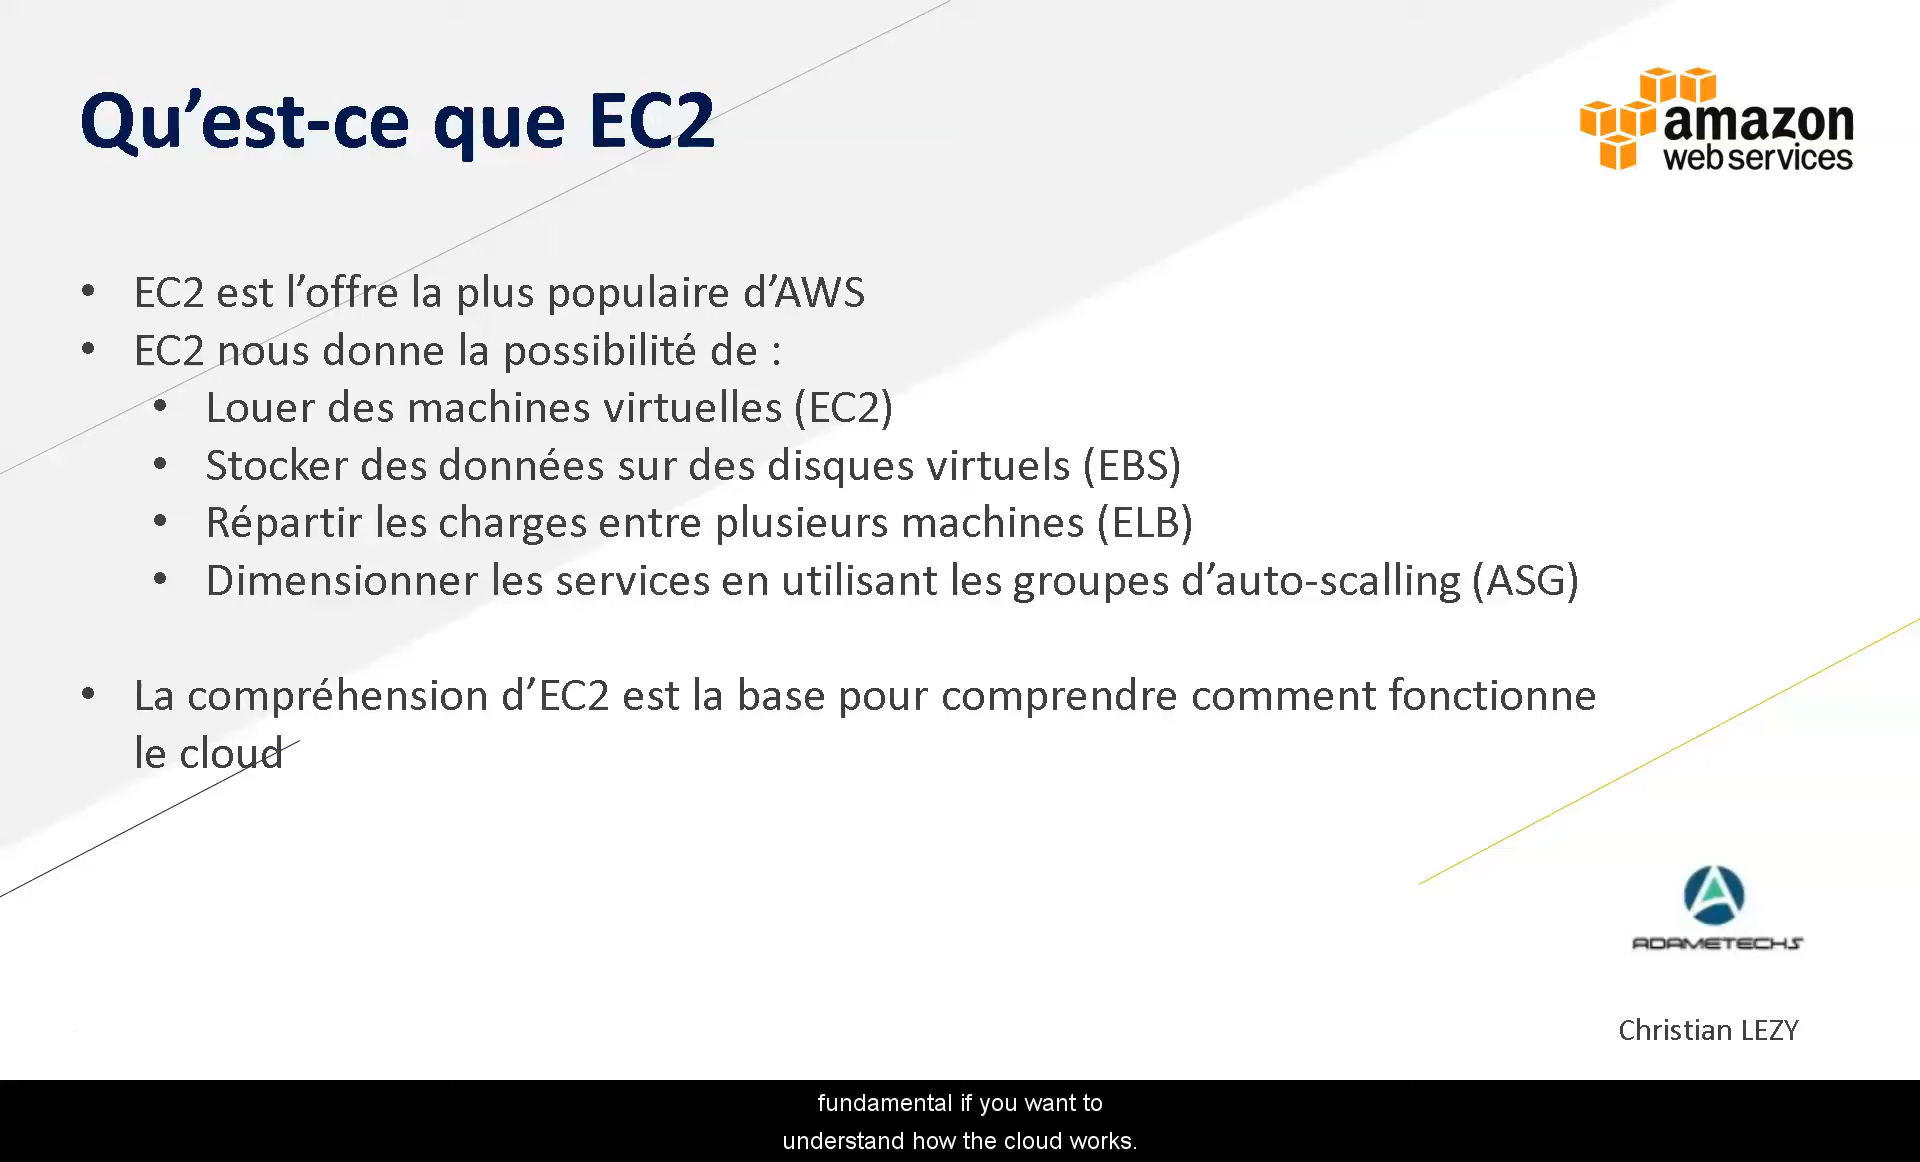 Qu’est-ce que EC2
amazon
webservices
• EC2 est l’offre la plus populaire d’AWS
• EC2 nous donne la possibilité de :
• Louer des machines virtuelles (EC2)
• Stocker des données sur des disques virtuels (EBS)
• Répartir les charges entre plusieurs machines (ELB)
• Dimensionner les services en utilisant les groupes d’auto-scalling (ASG)
• La compréhension d’EC2 est la base pour comprendre comment fonctionne
le cloud
ADAMETECHS
Christian LEZY
fundamental if you want to
understand how the cloud works.